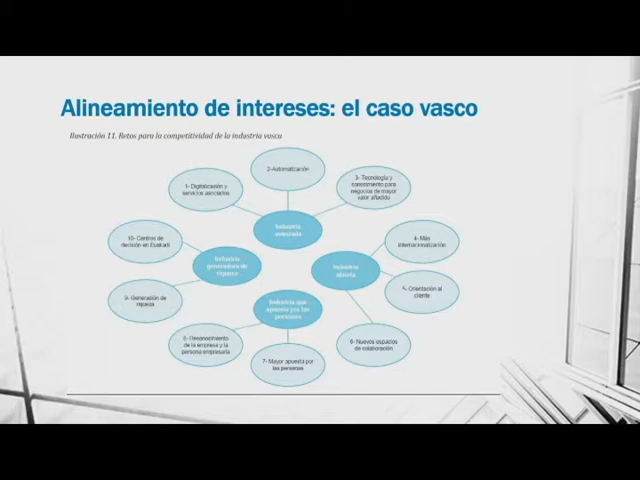 Alineamiento de intereses: el caso vasco
Ilustración 11. Retos para la competitividad de la industria vasca
2-Automatización
1- Digitalización y
servicios asociados
3- Tecnología y
conocimiento para
negocios de mayor
valor añadido
Industria
avanzada
10- Centros de
decisión en Euskadi
4- Más
internacionalización
Industria
generadora de
riqueza
Industria
abierta
9- Generación de
riqueza
5- Orientación al
cliente
Industria que
apuesta por las
personas
8- Reconocimiento
de la empresa y la
persona empresaria
6- Nuevos espacios
de colaboración
7- Mayor apuesta por
las personas